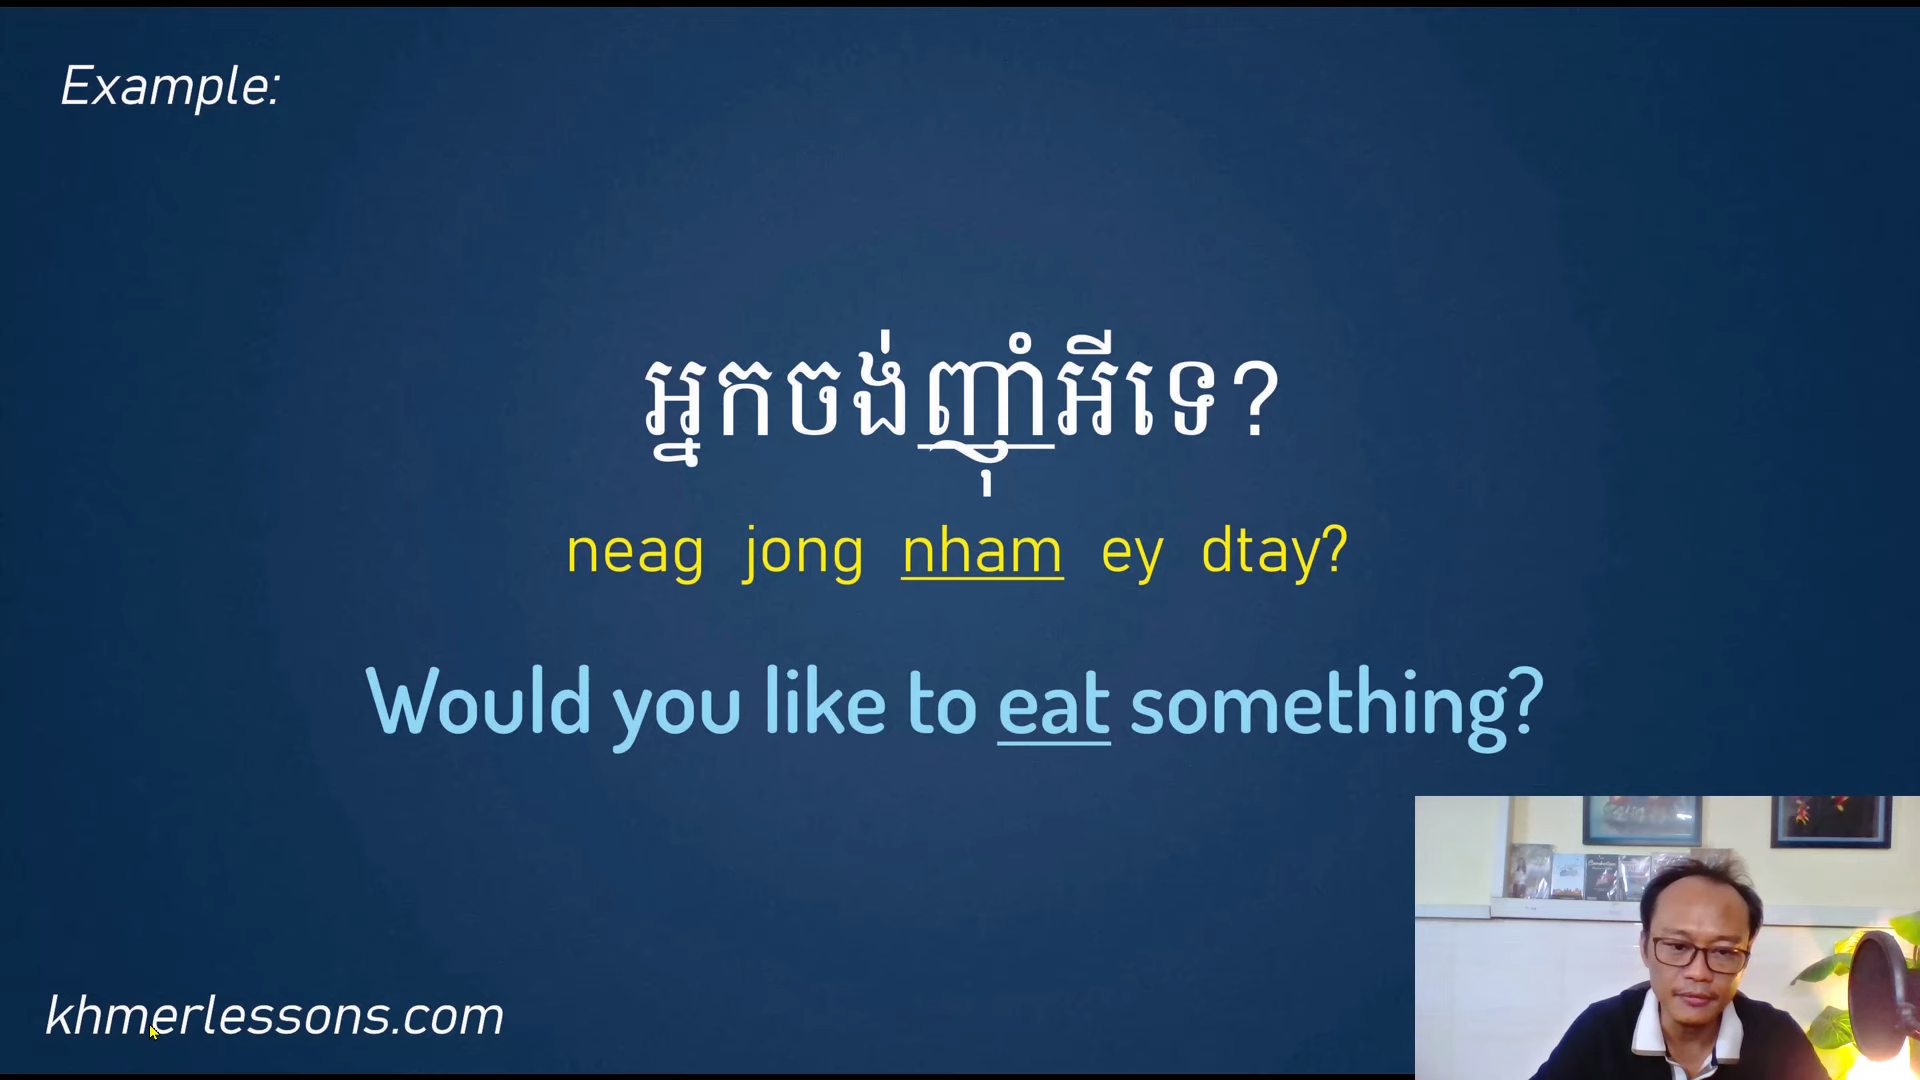 Example:
អ្នកចង់ញ៉ាំអីទេ?
neag jong nham ey dtay?
Would you like to eat something?
khmerlessons.com